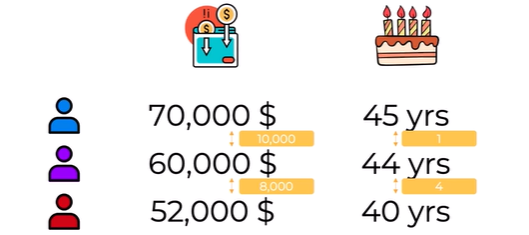 !!
$
$
70,000 $ 45 yrs
10,000 1
60,000 $ 44 yrs
8,000 4
52,000 $ 40 yrs